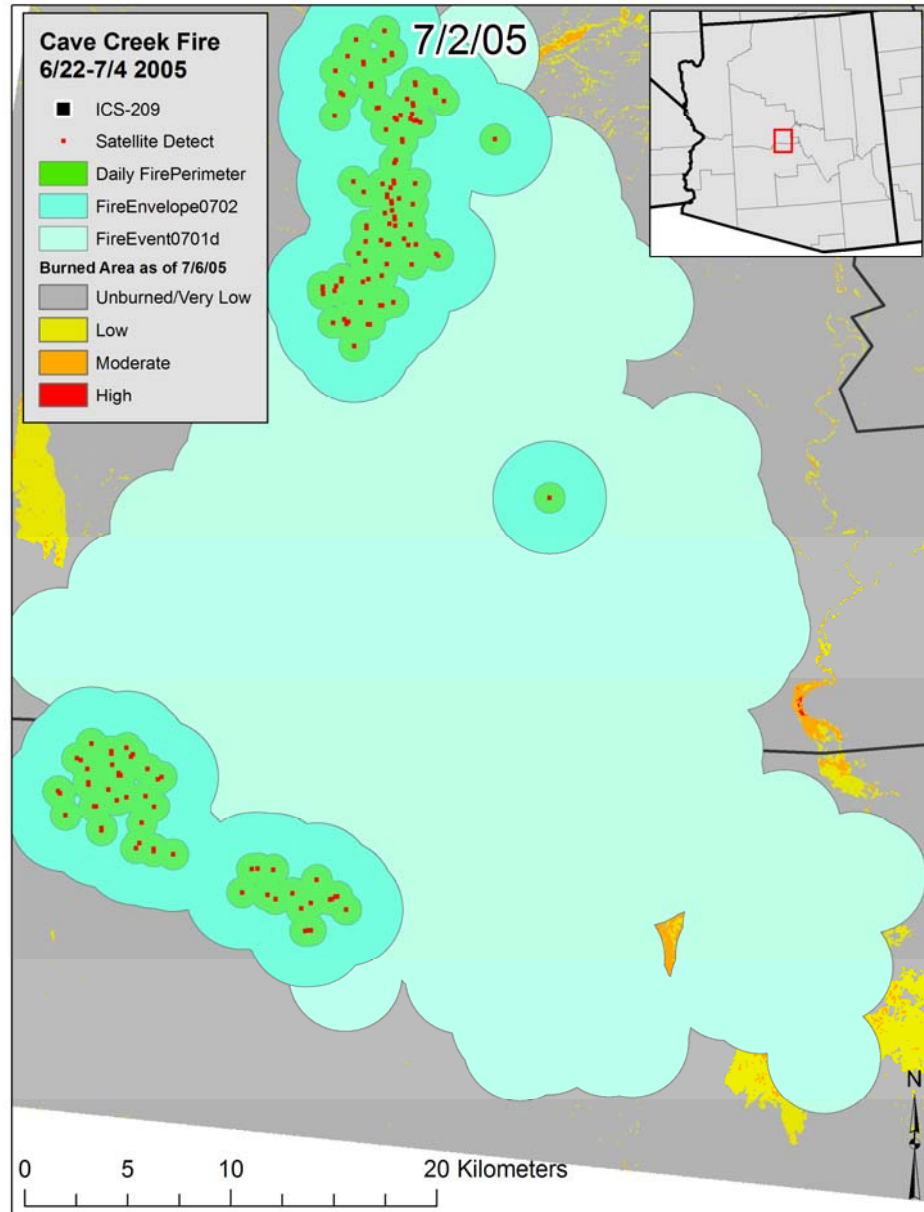 7/2/05
Cave Creek Fire
6/22-7/4 2005
ICS-209
Satellite Detect
Daily FirePerimeter
FireEnvelope0702
FireEvent0701d
Burned Area as of 7/6/05
Unburned/Very Low
Low
Moderate
High
N
0 5 10 20 Kilometers